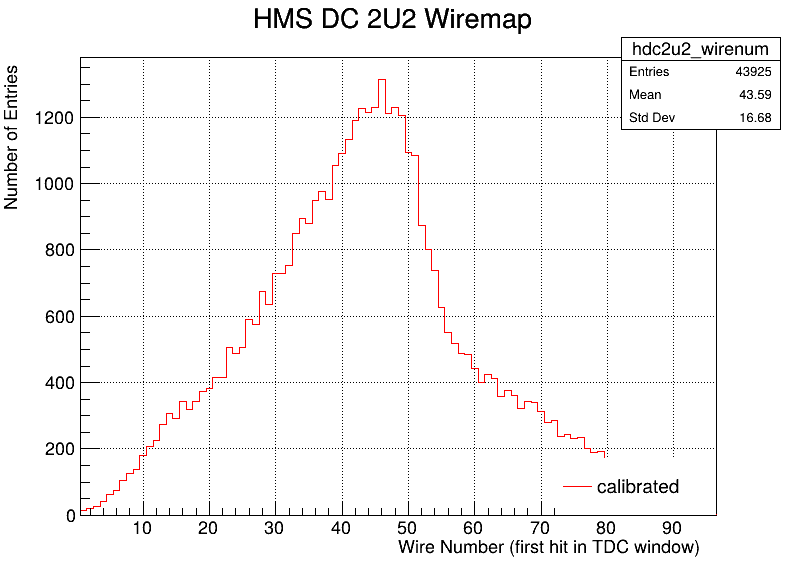 HMS DC 2U2 Wiremap
hdc2u2_wirenum
Entries 43925
Mean 43.59
Std Dev 16.68
Number of Entries
1200
1000
800
600
400
200
0
10 20 30 40 50 60 70 80 90
calibrated
Wire Number (first hit in TDC window)